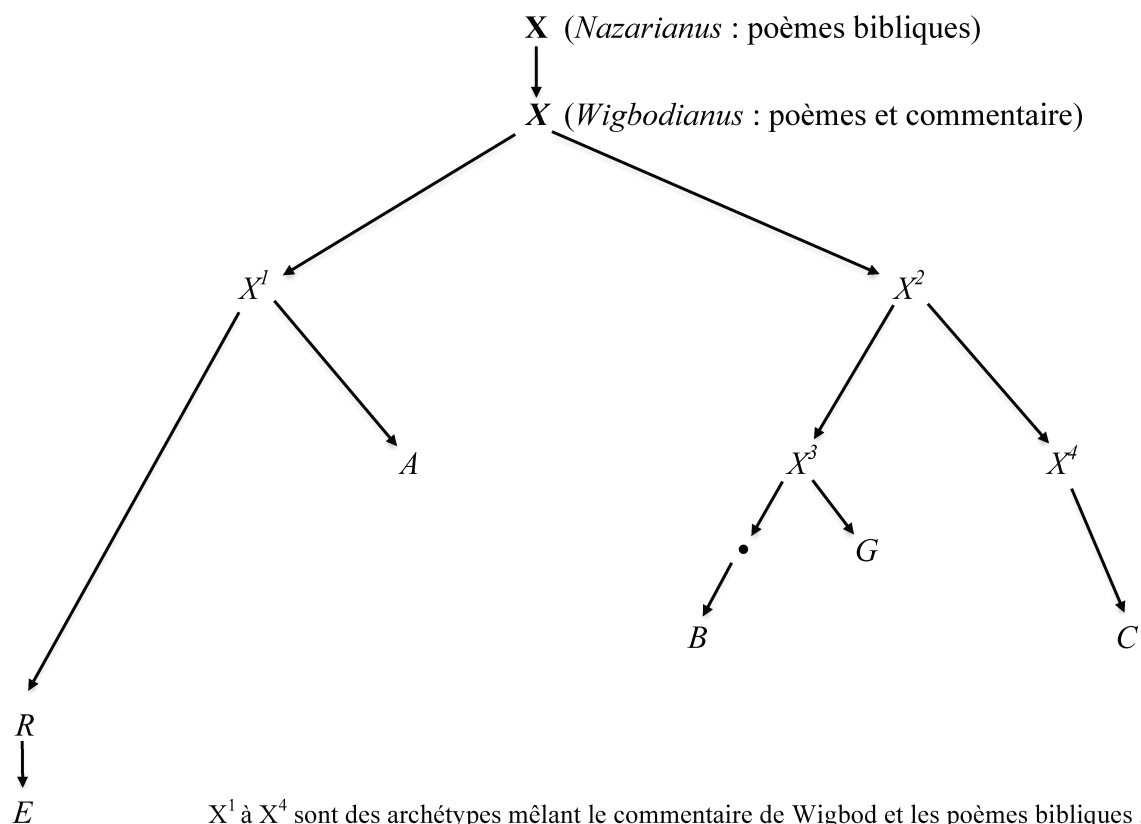 X (Nazarianus : poèmes bibliques)
X (Wigbodianus : poèmes et commentaire)
X¹ X²
A X³ X⁴
• G
B C
R
E X¹ à X⁴ sont des archétypes mêlant le commentaire de Wigbod et les poèmes bibliques